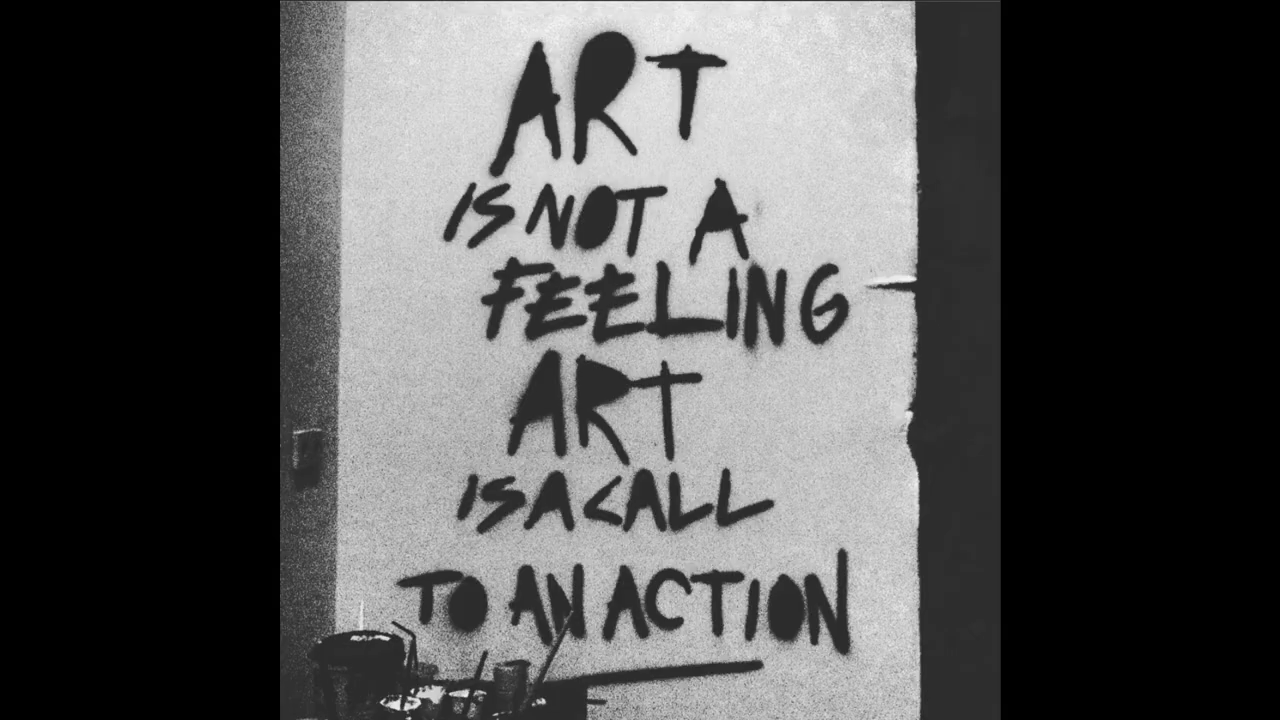 ART
IS NOT A
FEELING
ART
IS A CALL
TO AN ACTION